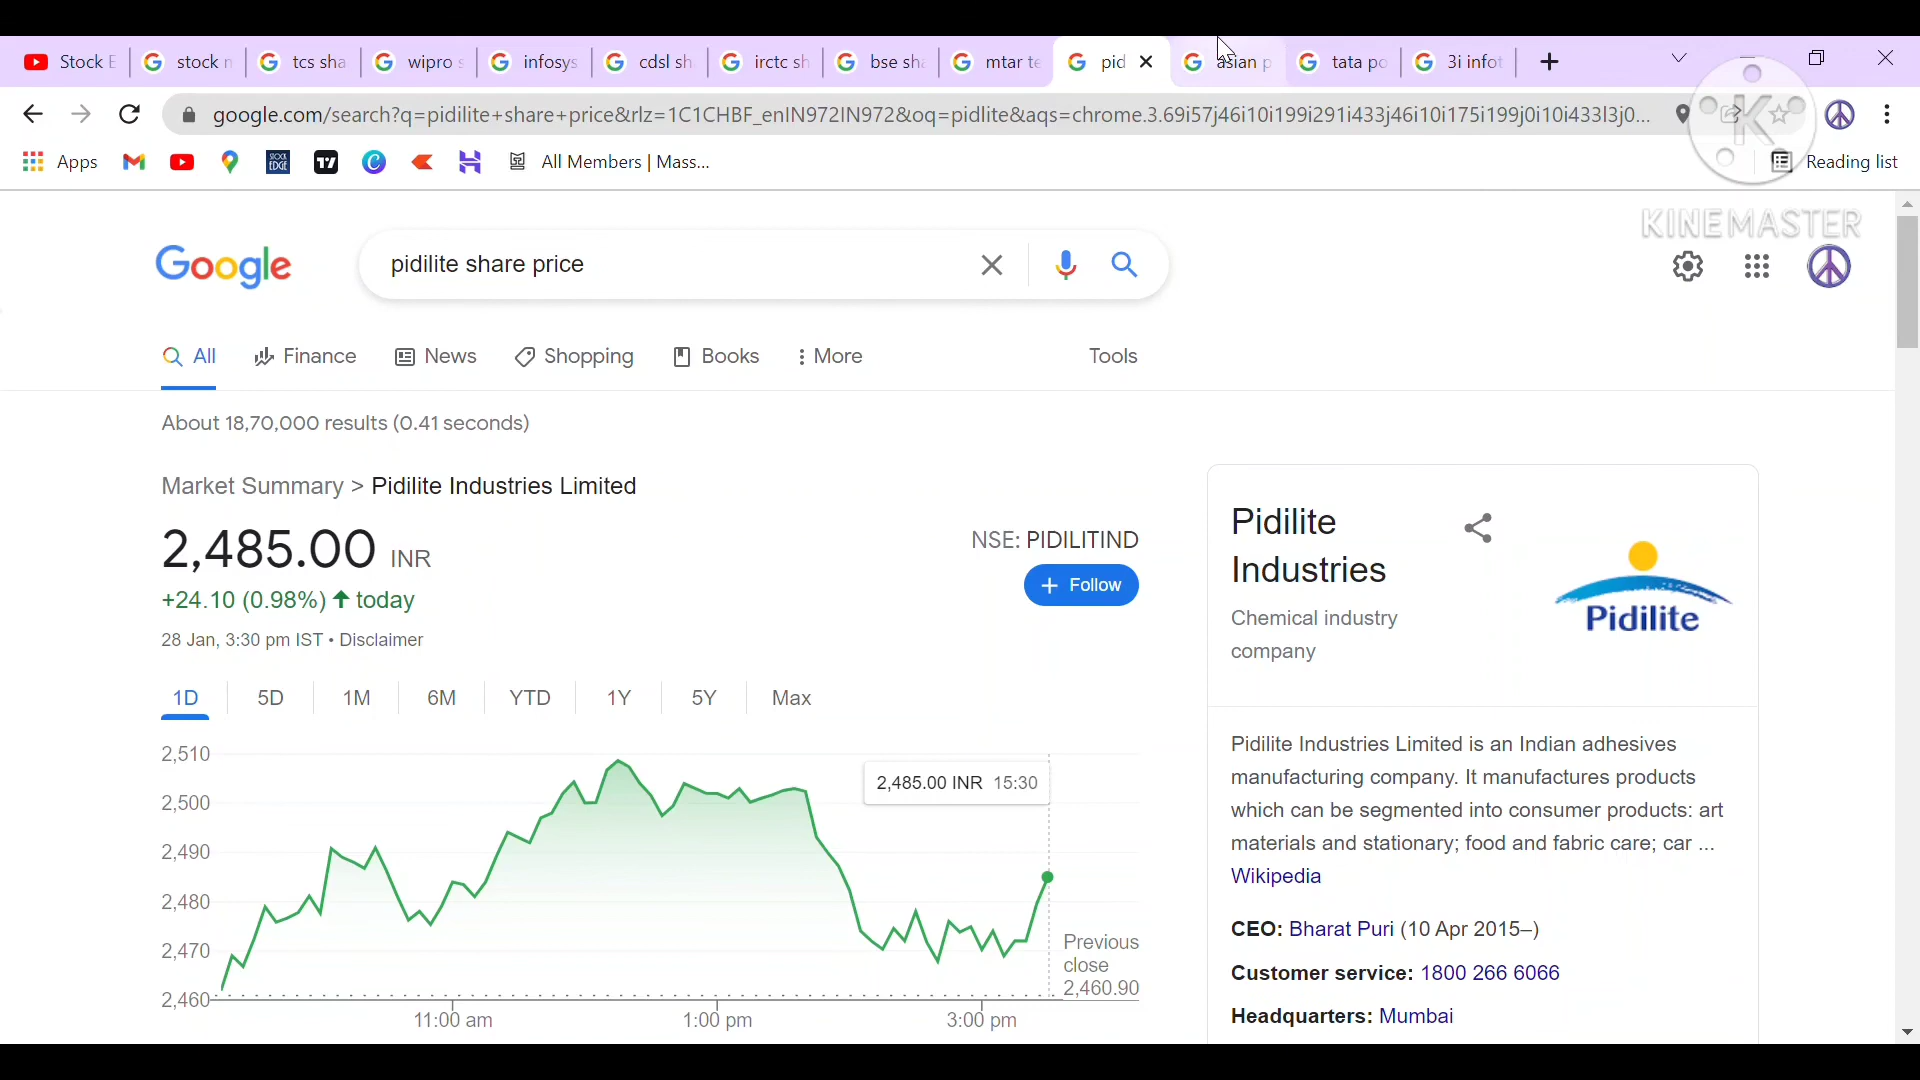 Stock E
stock n
tcs sha
wipro s
infosys
cdsl sh
irctc sh
bse sha
mtar te
pid
asian p
tata po
3i infot
google.com/search?q=pidilite+share+price&rlz=1C1CHBF_enIN972IN972&oq=pidlite&aqs=chrome.3.69i57j46i10i199i291i433j46i10i175i199j0i10i433l3j0...
K
Apps
STOCK EDGE
All Members | Mass...
Reading list
KINEMASTER
Google
pidilite share price
All
Finance
News
Shopping
Books
More
Tools
About 18,70,000 results (0.41 seconds)
Market Summary > Pidilite Industries Limited
2,485.00 INR
+24.10 (0.98%) ↑ today
28 Jan, 3:30 pm IST • Disclaimer
NSE: PIDILITIND
+ Follow
1D
5D
1M
6M
YTD
1Y
5Y
Max
2,510
2,500
2,490
2,480
2,470
2,460
2,485.00 INR 15:30
Previous
close
2,460.90
11:00 am
1:00 pm
3:00 pm
Pidilite
Industries
Chemical industry
company
Pidilite
Pidilite Industries Limited is an Indian adhesives
manufacturing company. It manufactures products
which can be segmented into consumer products: art
materials and stationary; food and fabric care; car ...
Wikipedia
CEO: Bharat Puri (10 Apr 2015–)
Customer service: 1800 266 6066
Headquarters: Mumbai